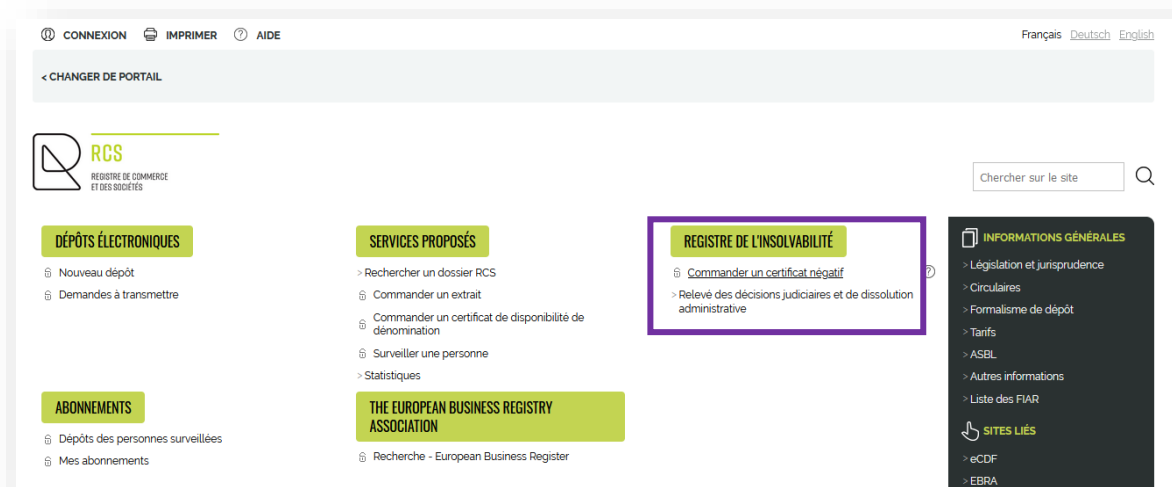 CONNEXION IMPRIMER AIDE
Français Deutsch English
< CHANGER DE PORTAIL
RCS
REGISTRE DE COMMERCE
ET DES SOCIÉTÉS
Chercher sur le site
DÉPÔTS ÉLECTRONIQUES
Nouveau dépôt
Demandes à transmettre
SERVICES PROPOSÉS
> Rechercher un dossier RCS
Commander un extrait
Commander un certificat de disponibilité de
dénomination
Surveiller une personne
> Statistiques
REGISTRE DE L'INSOLVABILITÉ
Commander un certificat négatif
> Relevé des décisions judiciaires et de dissolution
administrative
ABONNEMENTS
Dépôts des personnes surveillées
Mes abonnements
THE EUROPEAN BUSINESS REGISTRY
ASSOCIATION
Recherche - European Business Register
INFORMATIONS GÉNÉRALES
> Législation et jurisprudence
> Circulaires
> Formalisme de dépôt
> Tarifs
> ASBL
> Autres informations
> Liste des FIAR
SITES LIÉS
> eCDF
> EBRA